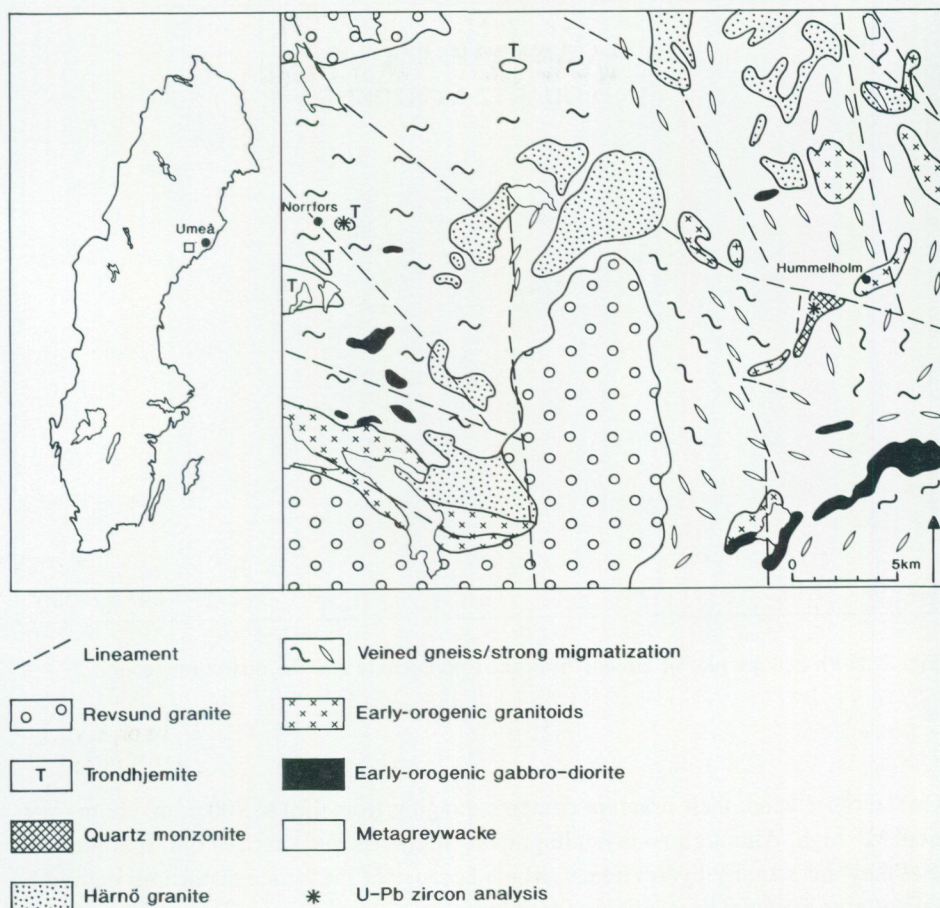 T
Norrfors
T
Umeå
T
T
Hummelholm
0 5km
Lineament
Veined gneiss/strong migmatization
Revsund granite
Early-orogenic granitoids
T Trondhjemite
Early-orogenic gabbro-diorite
Quartz monzonite
Metagreywacke
Härnö granite
U-Pb zircon analysis